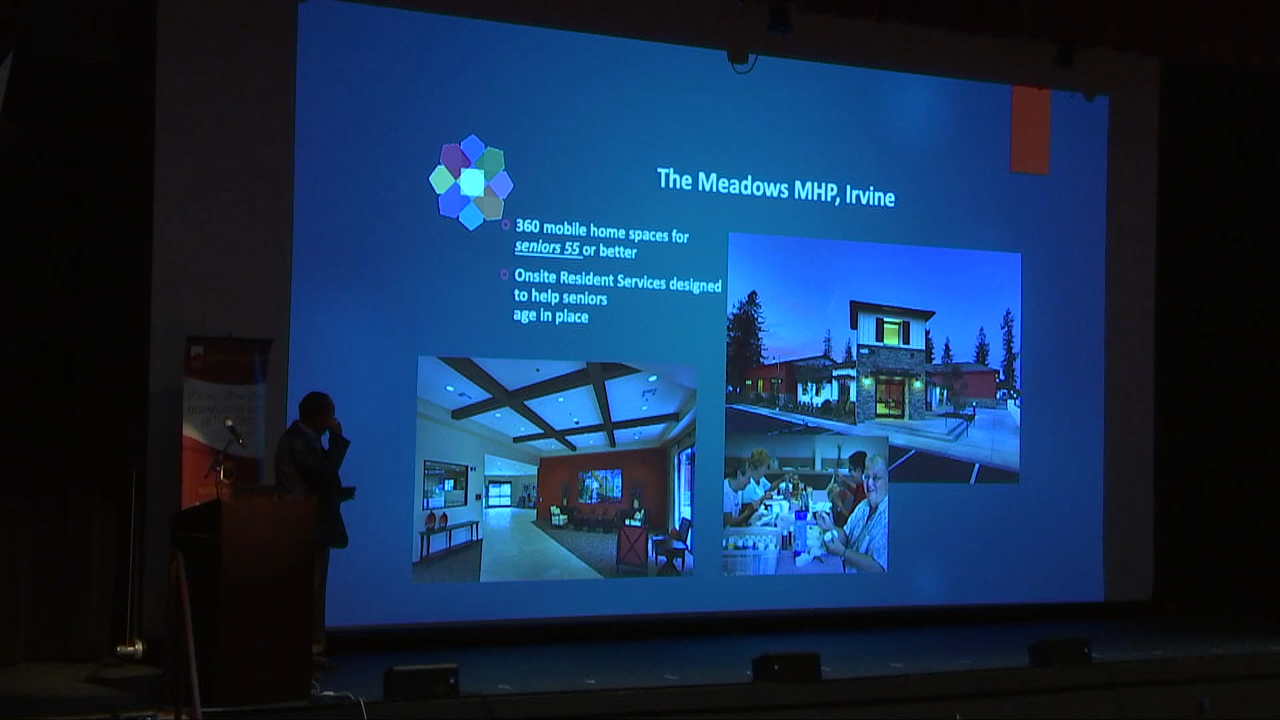 The Meadows MHP, Irvine
360 mobile home spaces for
seniors 55 or better
Onsite Resident Services designed
to help seniors
age in place